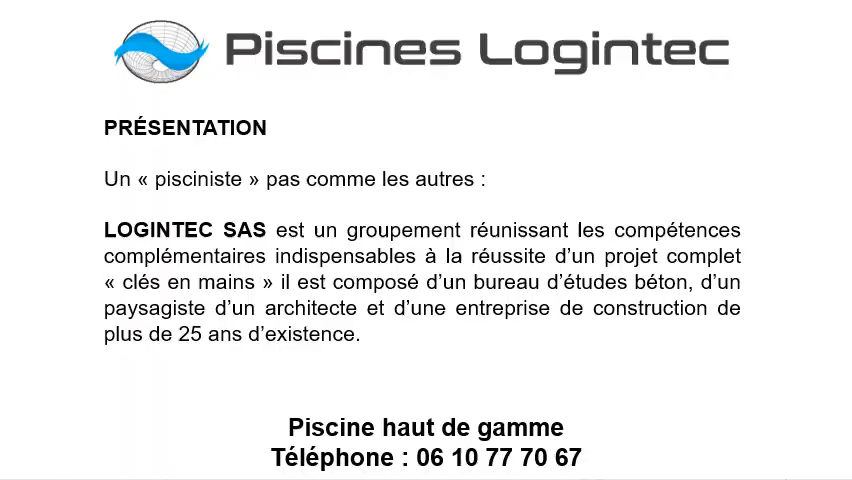 Piscines Logintec
PRÉSENTATION
Un « pisciniste » pas comme les autres :
LOGINTEC SAS est un groupement réunissant les compétences
complémentaires indispensables à la réussite d’un projet complet
« clés en mains » il est composé d’un bureau d’études béton, d’un
paysagiste d’un architecte et d’une entreprise de construction de
plus de 25 ans d’existence.
Piscine haut de gamme
Téléphone : 06 10 77 70 67